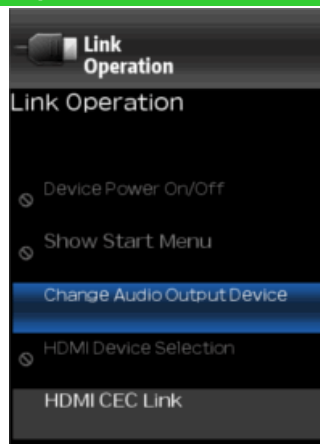 Link
Operation
Link Operation
Device Power On/Off
Show Start Menu
Change Audio Output Device
HDMI Device Selection
HDMI CEC Link